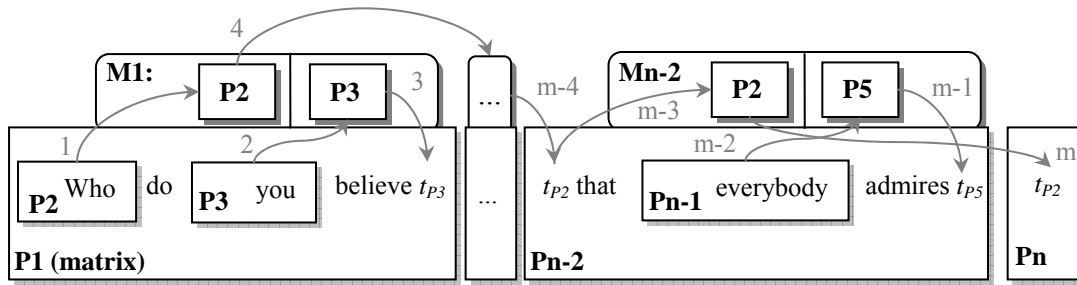 4
M1: P2 P3 3 ... m-4 Mn-2 P2 P5 m-1
m-3
1 2 m-2 m
P2 Who do P3 you believe tP3 ... tP2 that Pn-1 everybody admires tP5 tP2
P1 (matrix) Pn-2 Pn